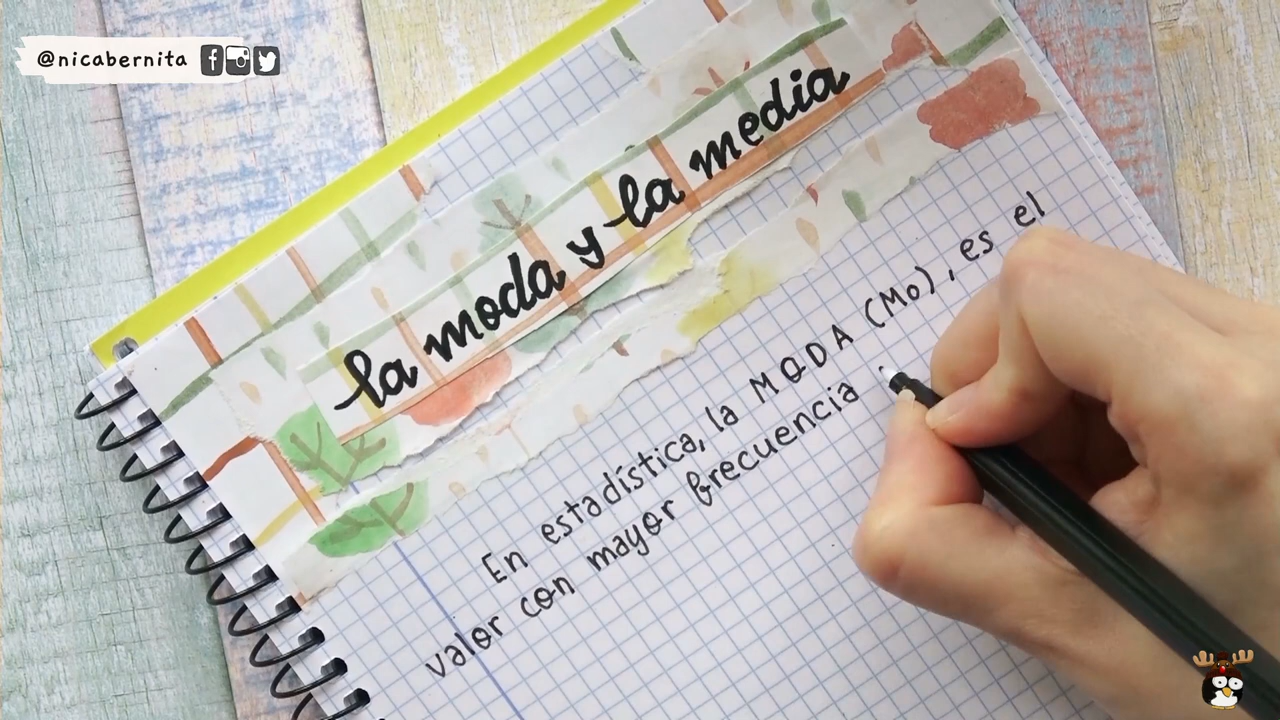 @nicabernita
la moda y la media
En estadística, la MODA (Mo), es el
valor con mayor frecuencia